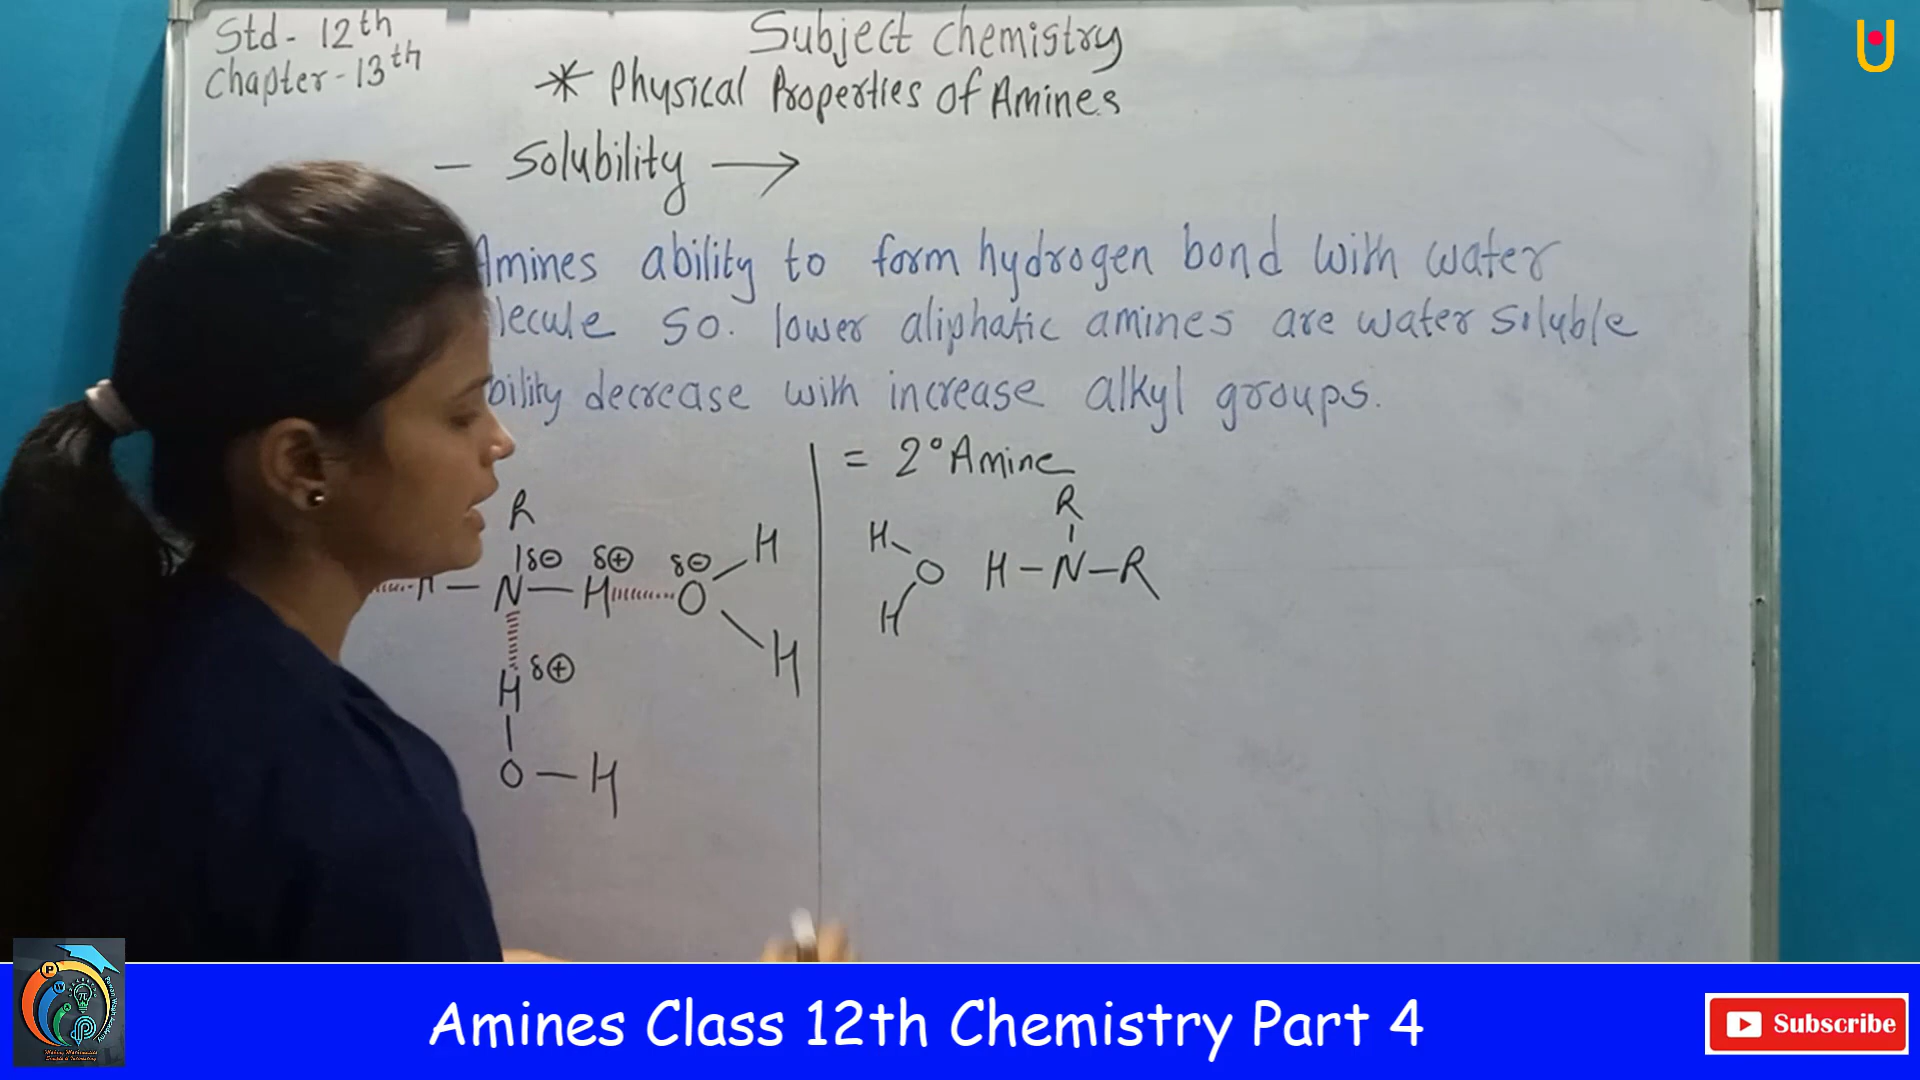 Std - 12th
Chapter - 13th
Subject Chemistry
* Physical Properties of Amines
- Solubility →
Amines ability to form hydrogen bond with water
lecule so. lower aliphatic amines are water soluble
bility decrease with increase alkyl groups.
= 2° Amine
R
R
H
δ⊖ δ⊕ δ⊖
H
H – N – H O
H
O H – N – R
H
H δ⊕
H
O – H
Amines Class 12th Chemistry Part 4
Subscribe